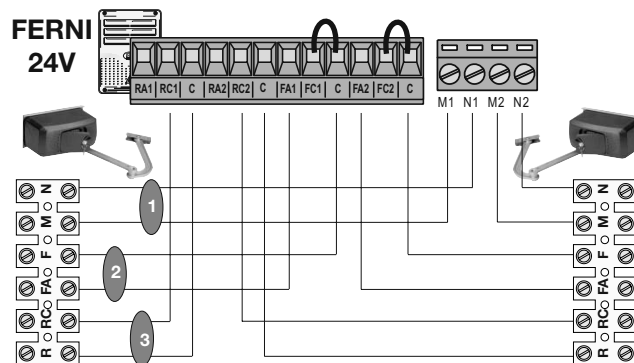 FERNI
24V
RA1 RC1 C RA2 RC2 C FA1 FC1 C FA2 FC2 C
M1 N1 M2 N2
N
M
F
FA
RC
R
1
2
3
N
M
F
FA
RC
R